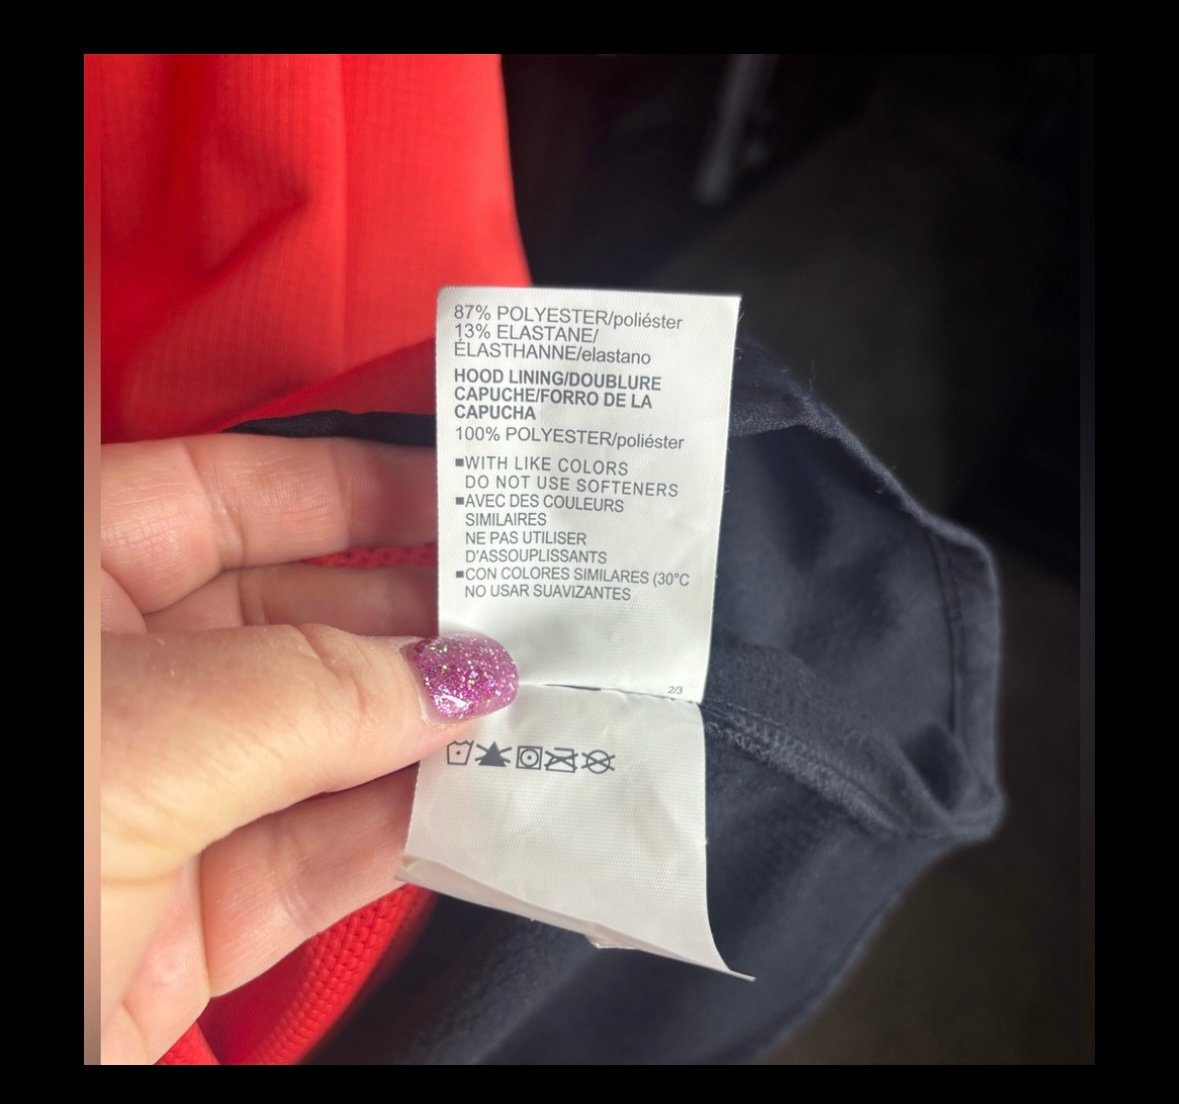 87% POLYESTER/poliéster
13% ELASTANE/
ÉLASTHANNE/elastano
HOOD LINING/DOUBLURE
CAPUCHE/FORRO DE LA
CAPUCHA
100% POLYESTER/poliéster
▪WITH LIKE COLORS
DO NOT USE SOFTENERS
▪AVEC DES COULEURS
SIMILAIRES
NE PAS UTILISER
D'ASSOUPLISSANTS
▪CON COLORES SIMILARES (30°C
NO USAR SUAVIZANTES
2/3